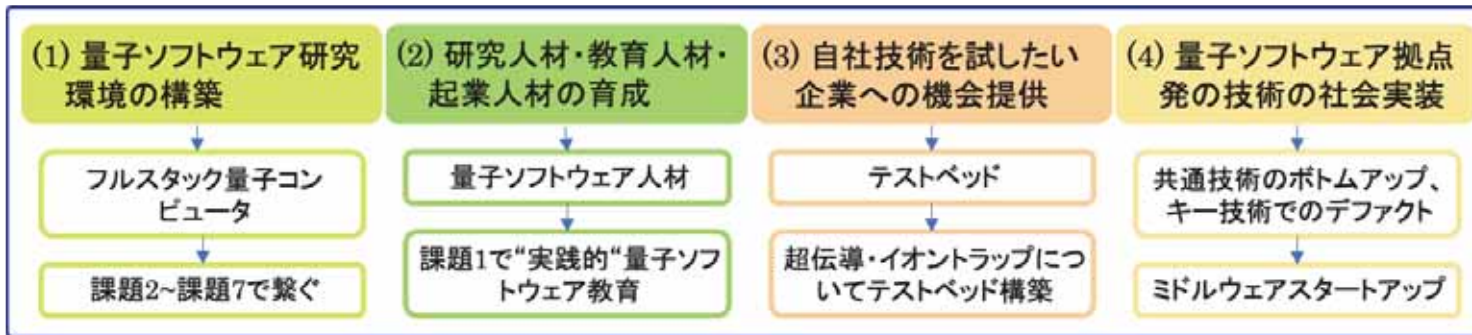 (1) 量子ソフトウェア研究
環境の構築
フルスタック量子コン
ピュータ
課題2~課題7で繋ぐ
(2) 研究人材・教育人材・
起業人材の育成
量子ソフトウェア人材
課題1で“実践的“量子ソフ
トウェア教育
(3) 自社技術を試したい
企業への機会提供
テストベッド
超伝導・イオントラップにつ
いてテストベッド構築
(4) 量子ソフトウェア拠点
発の技術の社会実装
共通技術のボトムアップ、
キー技術でのデファクト
ミドルウェアスタートアップ